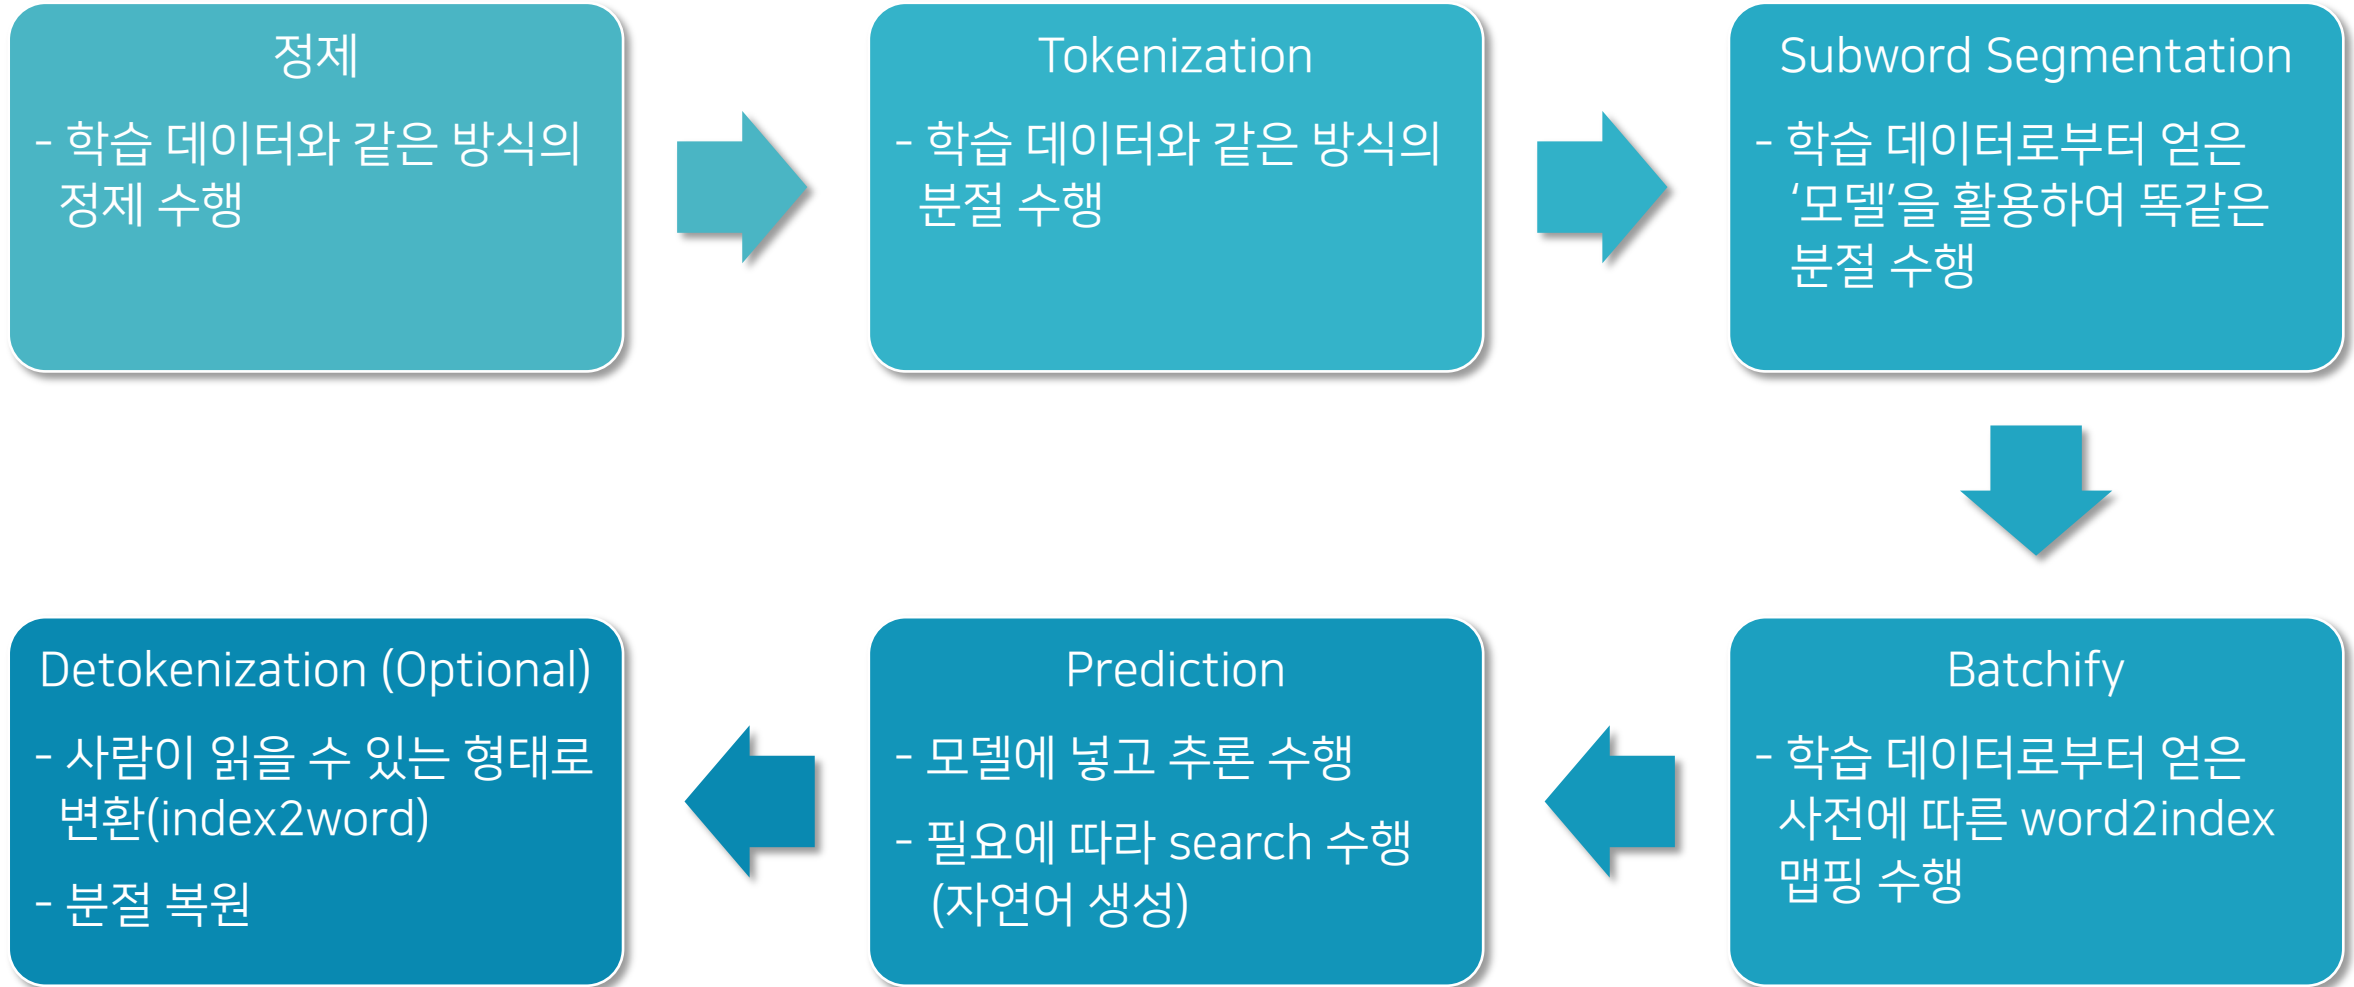 정제
- 학습 데이터와 같은 방식의
정제 수행
Tokenization
- 학습 데이터와 같은 방식의
분절 수행
Subword Segmentation
- 학습 데이터로부터 얻은
‘모델’을 활용하여 똑같은
분절 수행
Batchify
- 학습 데이터로부터 얻은
사전에 따른 word2index
맵핑 수행
Prediction
- 모델에 넣고 추론 수행
- 필요에 따라 search 수행
(자연어 생성)
Detokenization (Optional)
- 사람이 읽을 수 있는 형태로
변환(index2word)
- 분절 복원